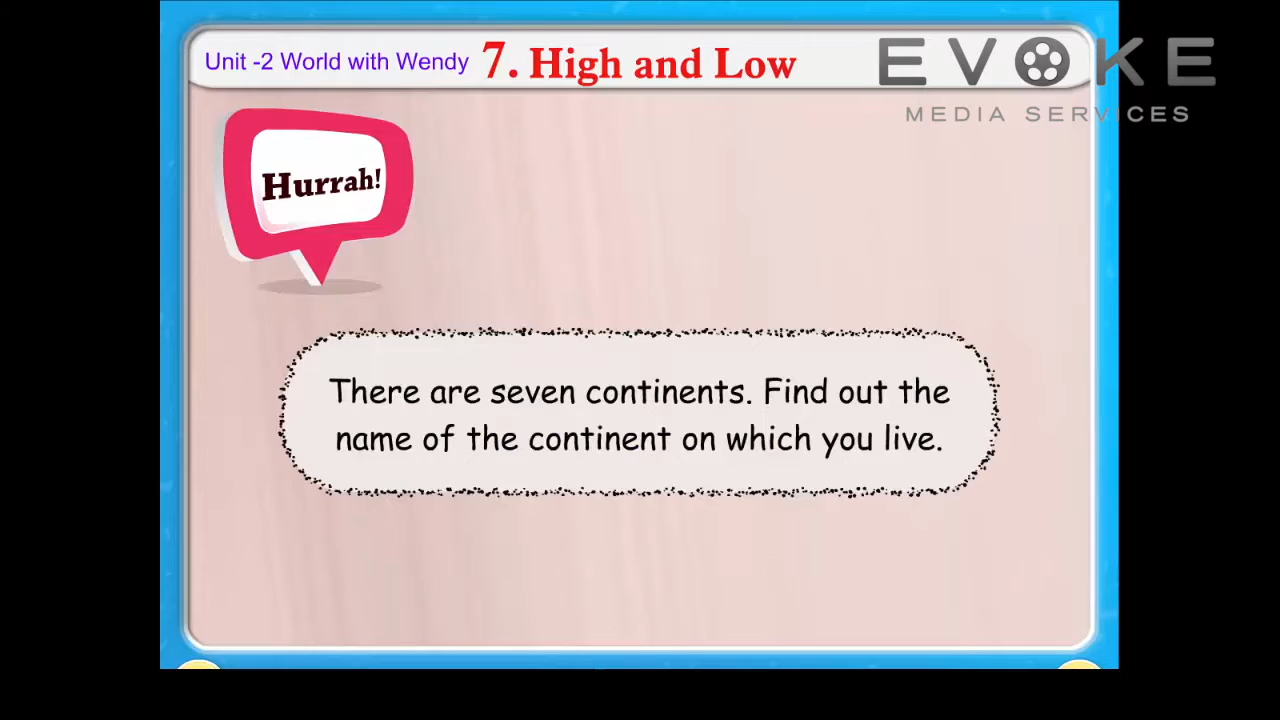 Unit -2 World with Wendy 7. High and Low
EVOKE
MEDIA SERVICES
Hurrah!
There are seven continents. Find out the
name of the continent on which you live.